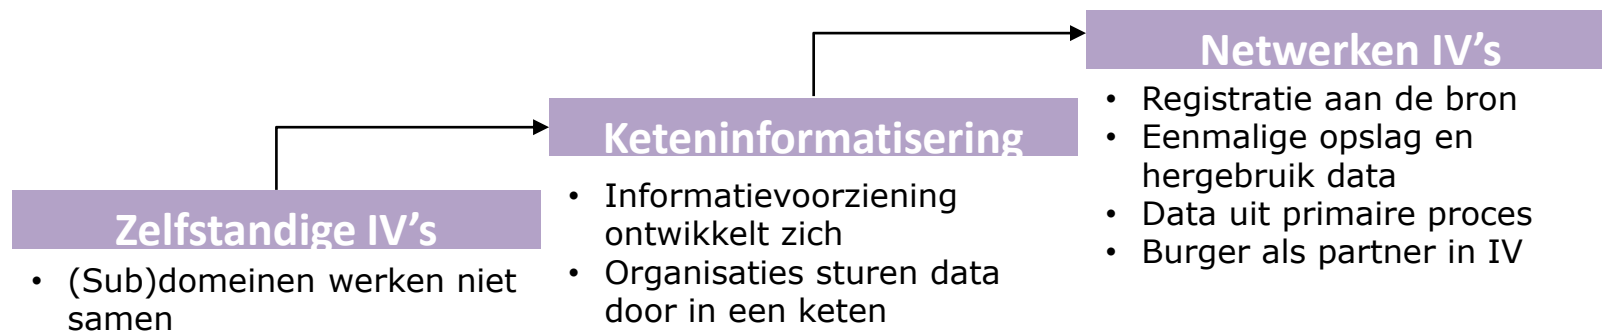 Zelfstandige IV’s
• (Sub)domeinen werken niet
samen
Keteninformatisering
• Informatievoorziening
ontwikkelt zich
• Organisaties sturen data
door in een keten
Netwerken IV’s
• Registratie aan de bron
• Eenmalige opslag en
hergebruik data
• Data uit primaire proces
• Burger als partner in IV